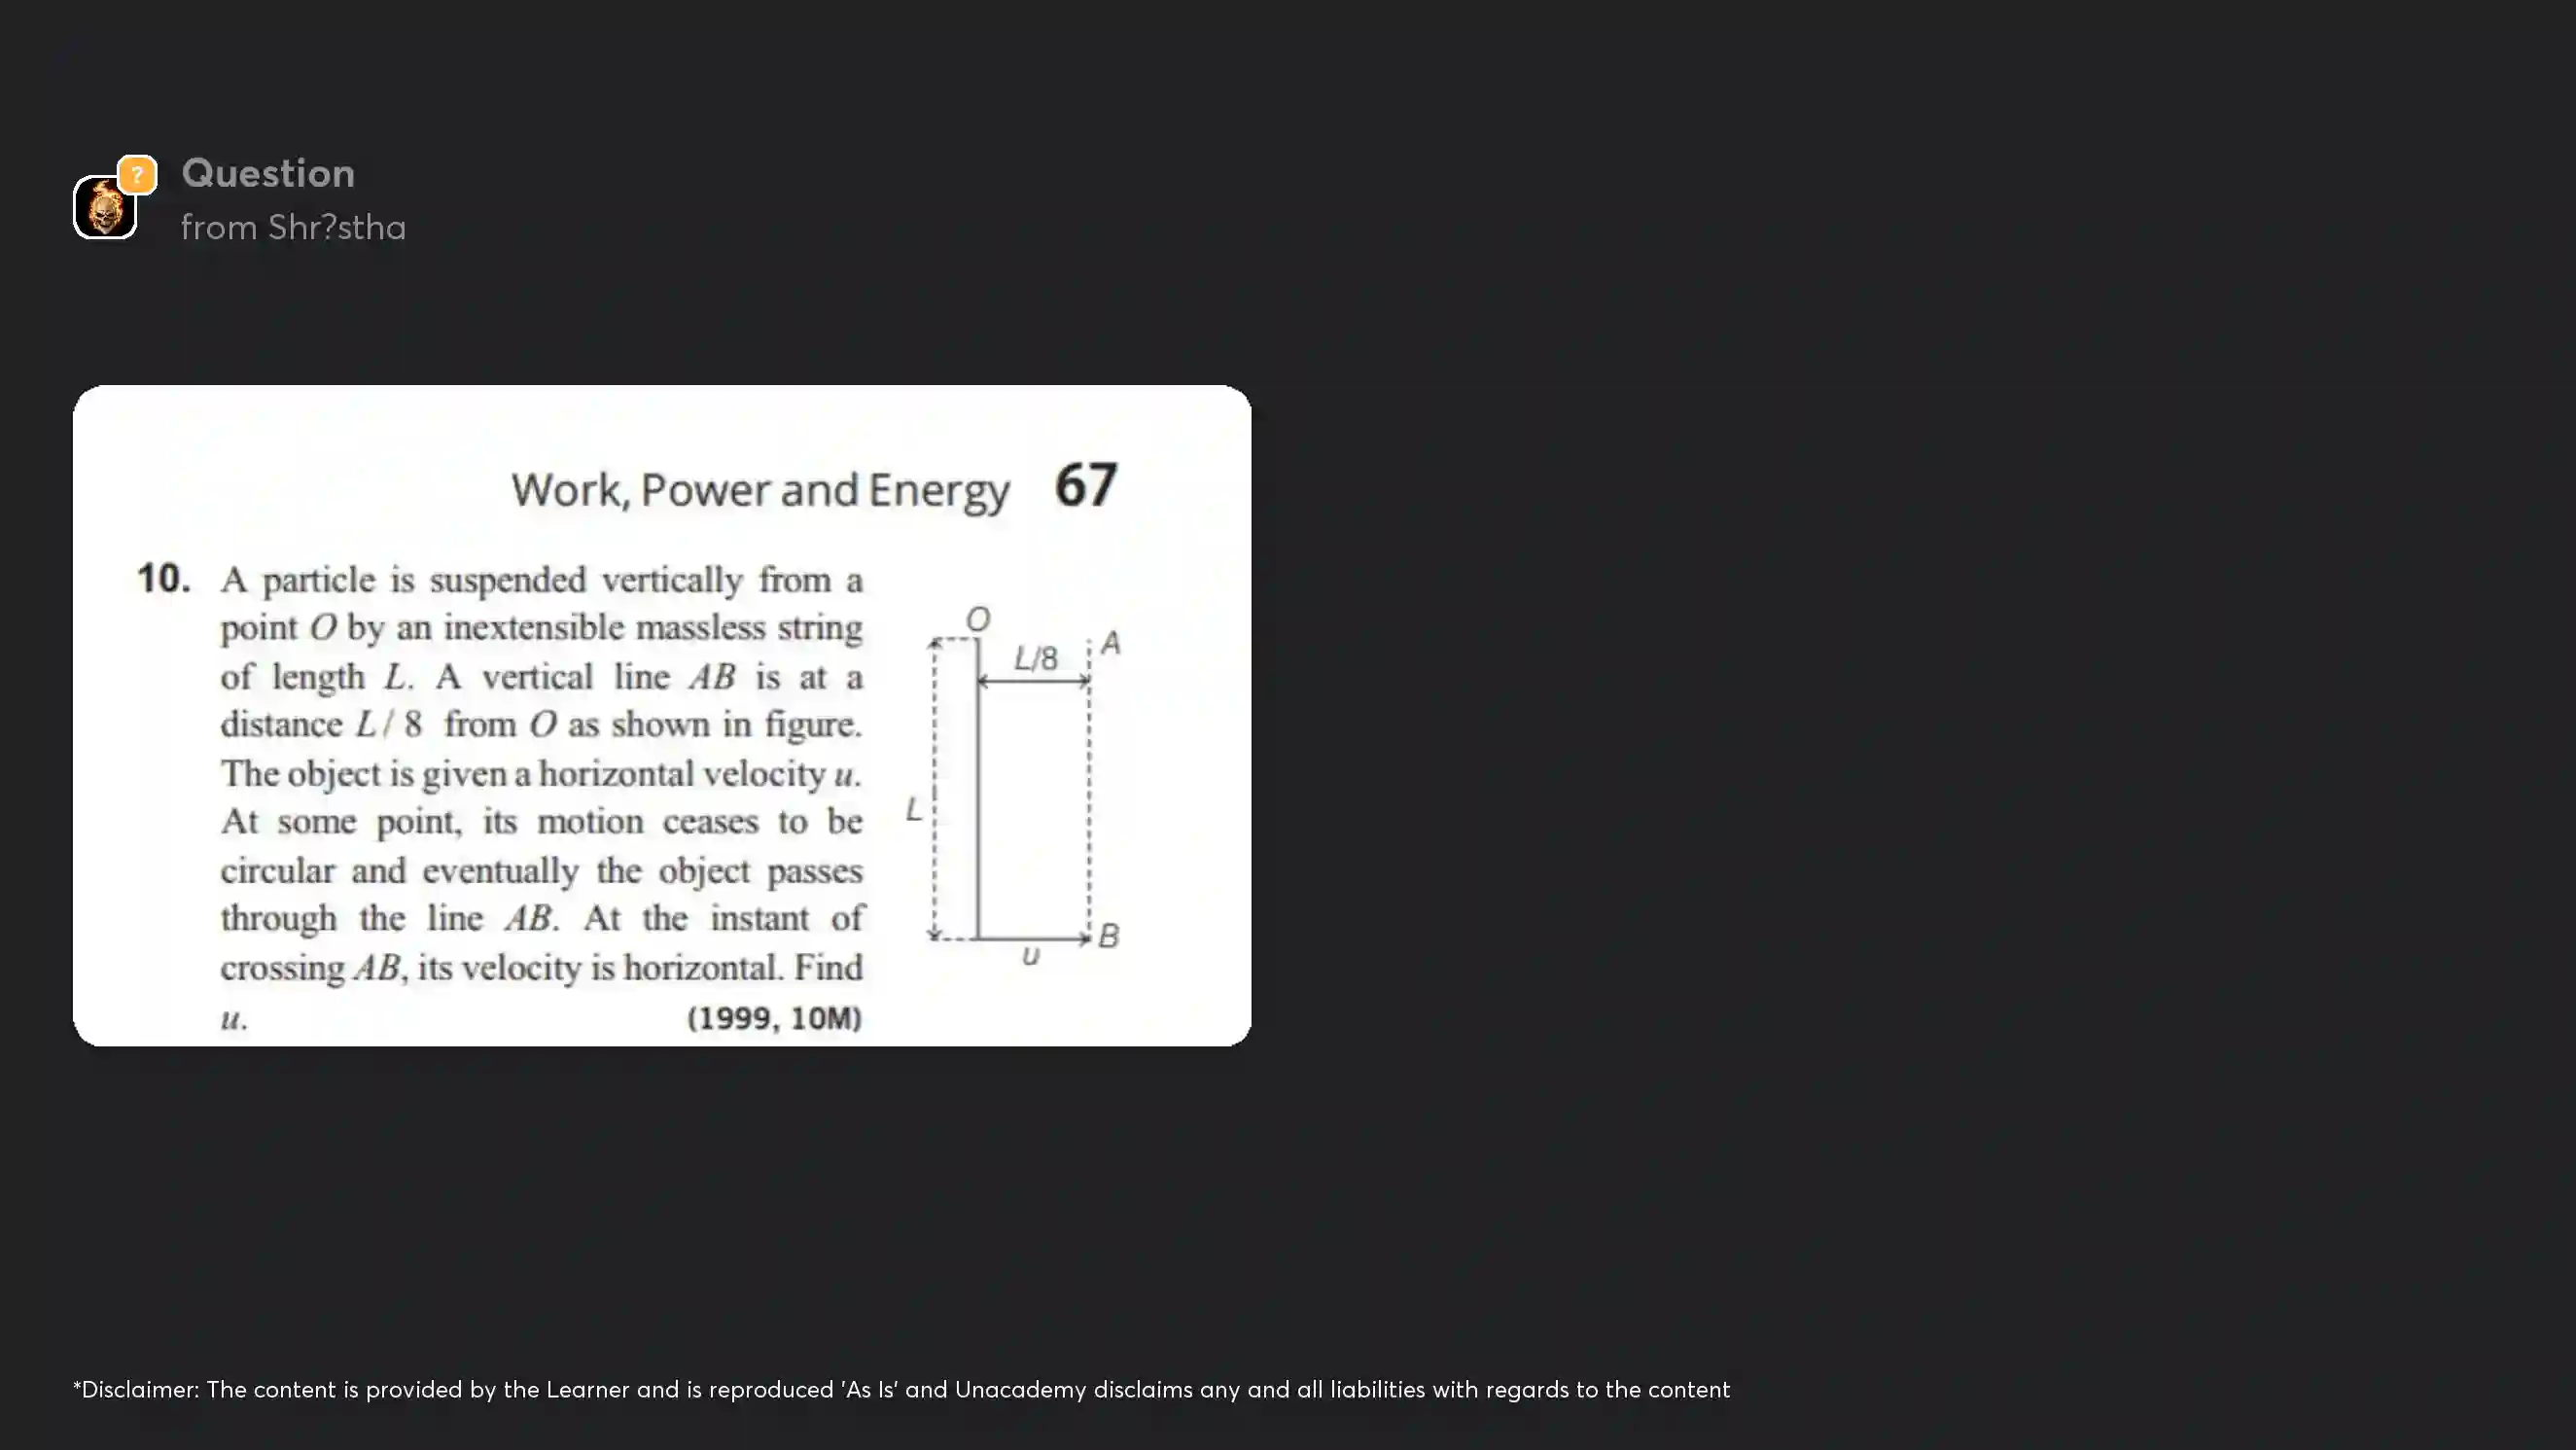 ?
Question
from Shr?stha
Work, Power and Energy 67
10. A particle is suspended vertically from a
point O by an inextensible massless string
of length L. A vertical line AB is at a
distance L/ 8 from O as shown in figure.
The object is given a horizontal velocity u.
At some point, its motion ceases to be
circular and eventually the object passes
through the line AB. At the instant of
crossing AB, its velocity is horizontal. Find
u. (1999, 10M)
O
A
L/8
L
B
u
*Disclaimer: The content is provided by the Learner and is reproduced 'As Is' and Unacademy disclaims any and all liabilities with regards to the content